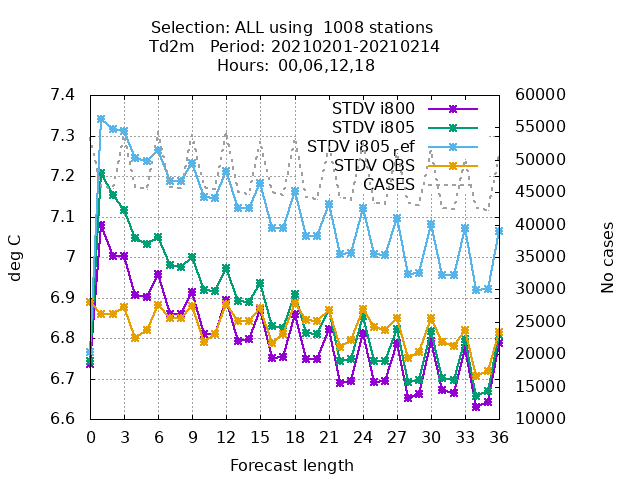 Selection: ALL using  1008 stations
Td2m   Period: 20210201-20210214
Hours:  00,06,12,18
7.4
7.3
7.2
7.1
7
6.9
6.8
6.7
6.6
60000
55000
50000
45000
40000
35000
30000
25000
20000
15000
10000
deg C
No cases
STDV i800
STDV i805
STDV i805_ref
STDV OBS
CASES
0 3 6 9 12 15 18 21 24 27 30 33 36
Forecast length